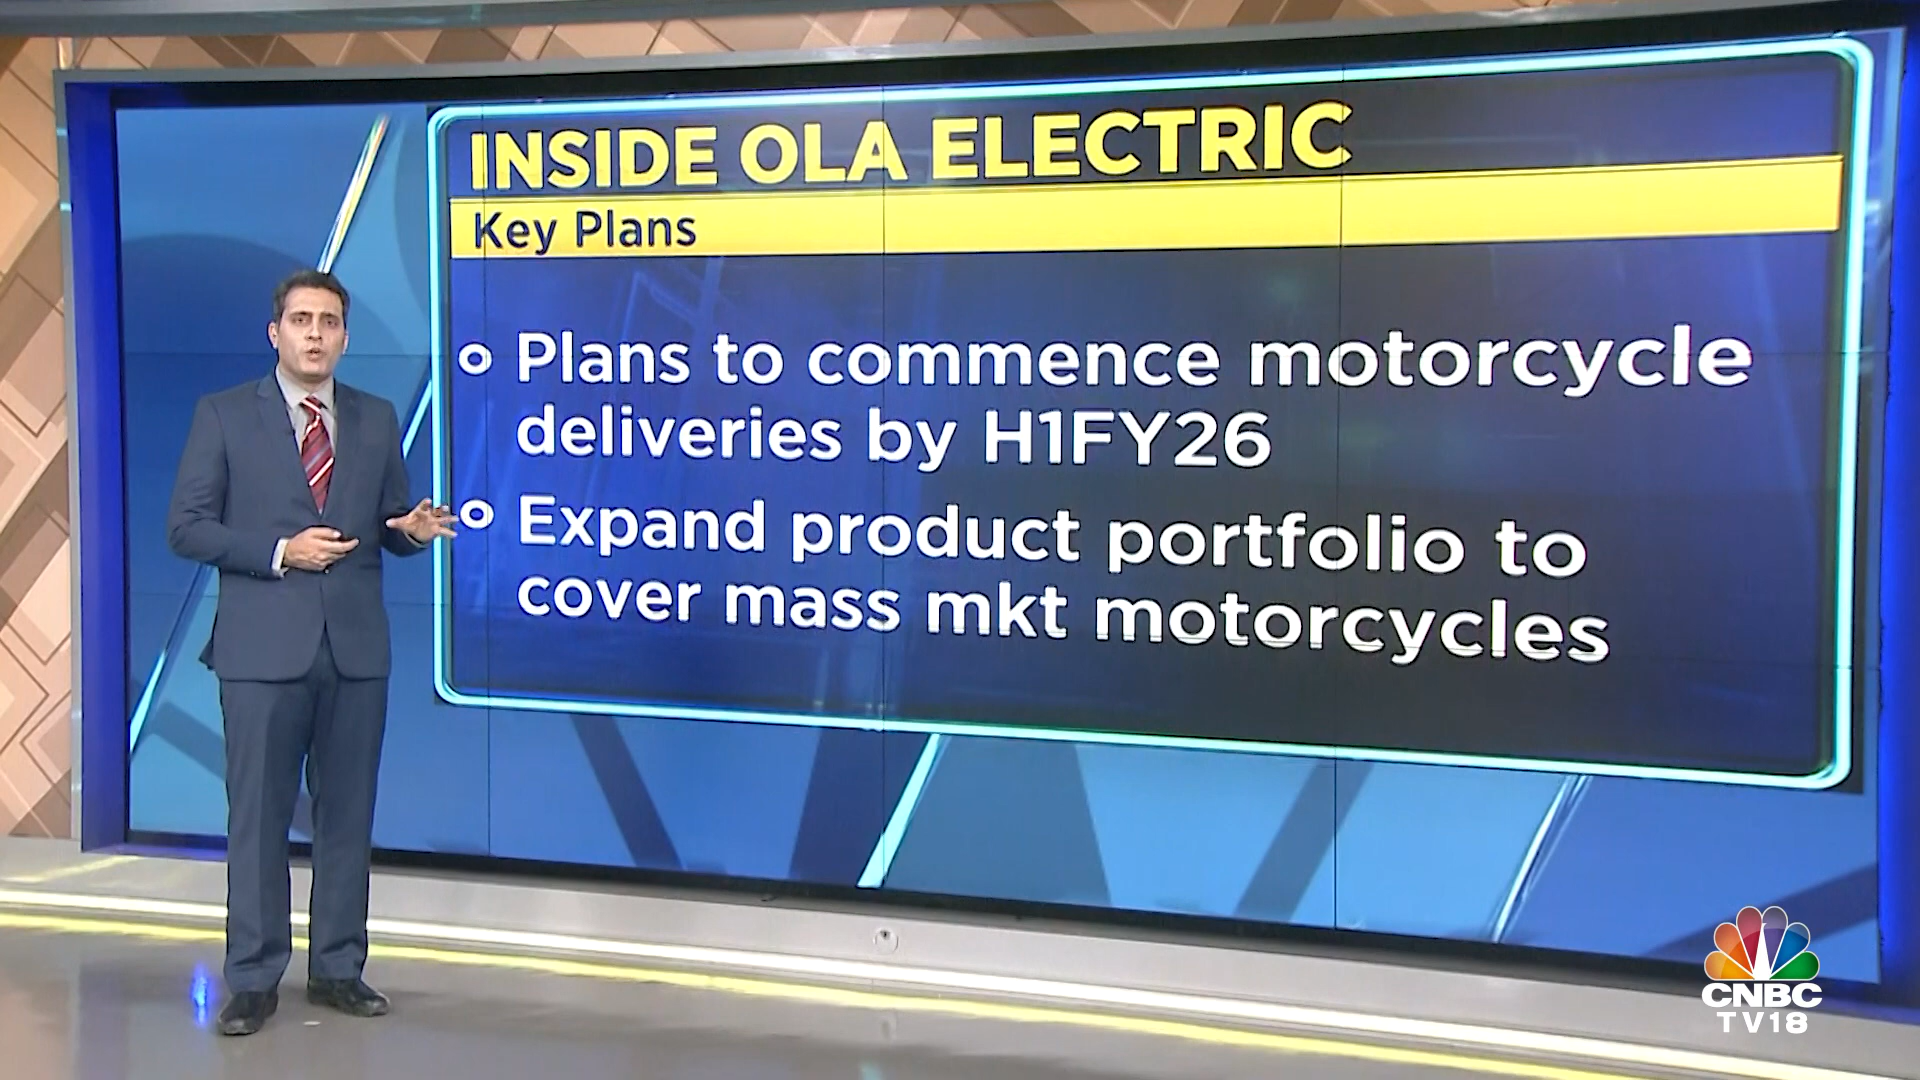 INSIDE OLA ELECTRIC
Key Plans
Plans to commence motorcycle
deliveries by H1FY26
Expand product portfolio to
cover mass mkt motorcycles
CNBC
TV18